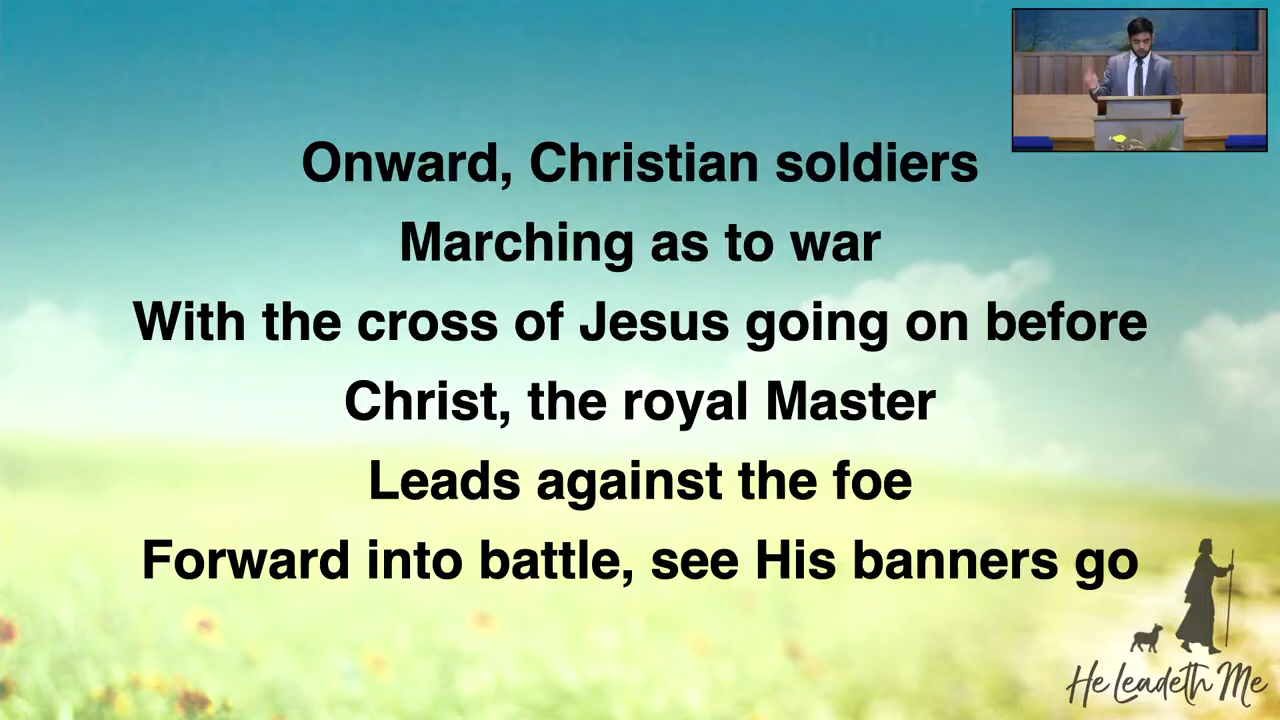 Onward, Christian soldiers
Marching as to war
With the cross of Jesus going on before
Christ, the royal Master
Leads against the foe
Forward into battle, see His banners go
He Leadeth Me